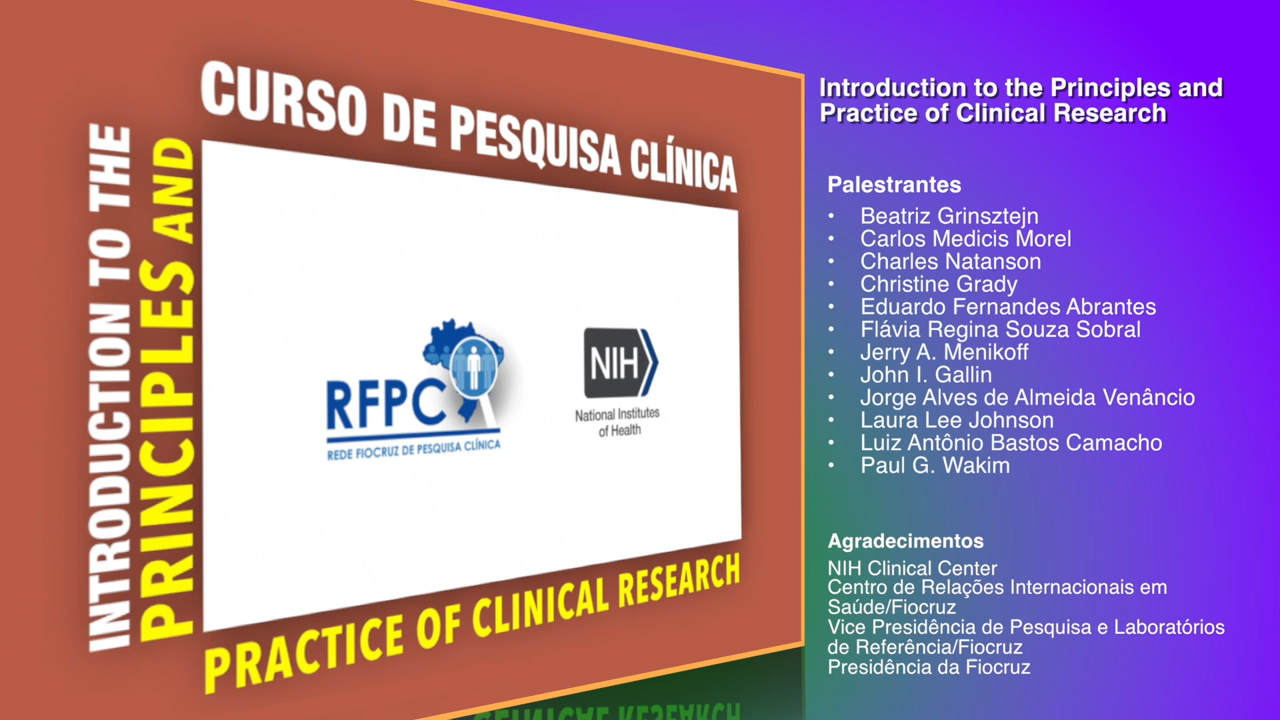 CURSO DE PESQUISA CLÍNICA
INTRODUCTION TO THE
PRINCIPLES AND
PRACTICE OF CLINICAL RESEARCH
RFPC
REDE FIOCRUZ DE PESQUISA CLÍNICA
NIH
National Institutes
of Health
Introduction to the Principles and
Practice of Clinical Research
Palestrantes
• Beatriz Grinsztejn
• Carlos Medicis Morel
• Charles Natanson
• Christine Grady
• Eduardo Fernandes Abrantes
• Flávia Regina Souza Sobral
• Jerry A. Menikoff
• John I. Gallin
• Jorge Alves de Almeida Venâncio
• Laura Lee Johnson
• Luiz Antônio Bastos Camacho
• Paul G. Wakim
Agradecimentos
NIH Clinical Center
Centro de Relações Internacionais em
Saúde/Fiocruz
Vice Presidência de Pesquisa e Laboratórios
de Referência/Fiocruz
Presidência da Fiocruz